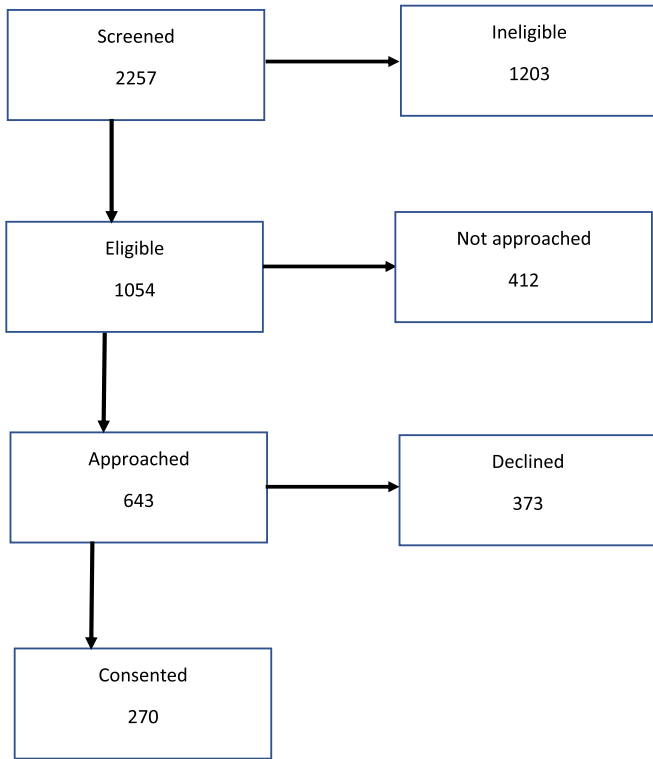 Screened
2257
Ineligible
1203
Eligible
1054
Not approached
412
Approached
643
Declined
373
Consented
270